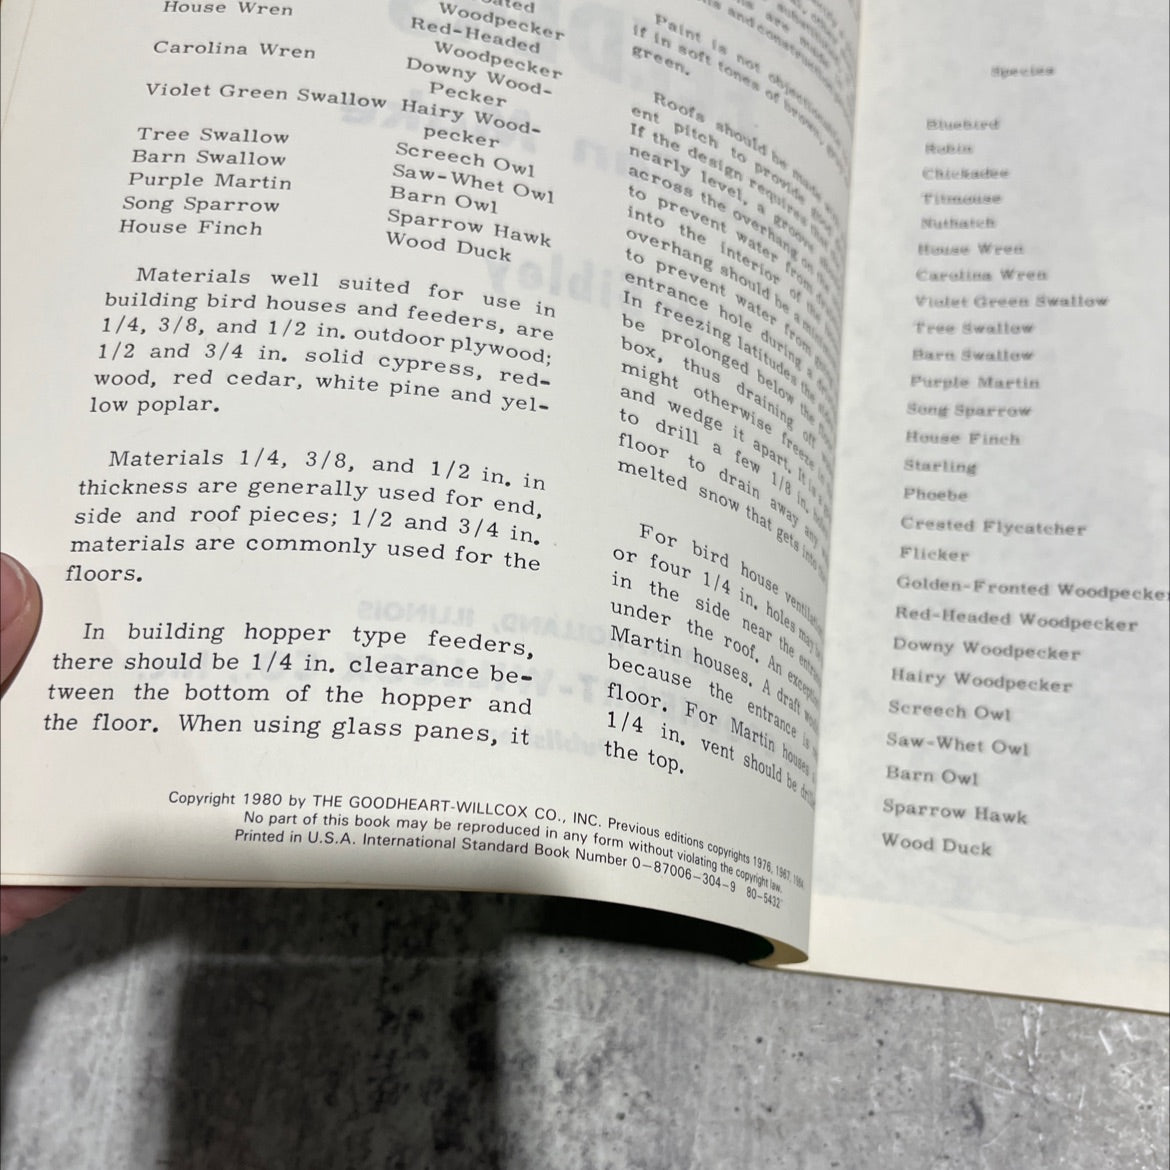 House Wren
Carolina Wren
Violet Green Swallow
Tree Swallow
Barn Swallow
Purple Martin
Song Sparrow
House Finch
Woodpecker
Red-Headed
Woodpecker
Downy Wood-
Pecker
Hairy Wood-
pecker
Screech Owl
Saw-Whet Owl
Barn Owl
Sparrow Hawk
Wood Duck
Materials well suited for use in
building bird houses and feeders, are
1/4, 3/8, and 1/2 in. outdoor plywood;
1/2 and 3/4 in. solid cypress, red-
wood, red cedar, white pine and yel-
low poplar.
Materials 1/4, 3/8, and 1/2 in. in
thickness are generally used for end,
side and roof pieces; 1/2 and 3/4 in.
materials are commonly used for the
floors.
In building hopper type feeders,
there should be 1/4 in. clearance be-
tween the bottom of the hopper and
the floor. When using glass panes, it
Paint is not
if in soft tones of brown,
green.
Roofs should be made
ent pitch to provide
If the design requires that
nearly level, a groove
across the overhang on the
to prevent water from
into the interior of the
overhang should be a
to prevent water from
entrance hole during a
In freezing latitudes the
be prolonged below the floor
box, thus draining off
might otherwise freeze
and wedge it apart. It is
to drill a few 1/8 in.
floor to drain away any
melted snow that gets into the
For bird house ventilation
or four 1/4 in. holes may be
in the side near the
under the roof. An exception
Martin houses. A draft
because the entrance is
floor. For Martin houses a
1/4 in. vent should be
the top.
Copyright 1980 by THE GOODHEART-WILLCOX CO., INC. Previous editions copyrights 1976, 1967, 1964.
No part of this book may be reproduced in any form without violating the copyright law.
Printed in U.S.A. International Standard Book Number 0-87006-304-9 80-5432
Species
Bluebird
Robin
Chickadee
Titmouse
Nuthatch
House Wren
Carolina Wren
Violet Green Swallow
Tree Swallow
Barn Swallow
Purple Martin
Song Sparrow
House Finch
Starling
Phoebe
Crested Flycatcher
Flicker
Golden-Fronted Woodpecke
Red-Headed Woodpecker
Downy Woodpecker
Hairy Woodpecker
Screech Owl
Saw-Whet Owl
Barn Owl
Sparrow Hawk
Wood Duck